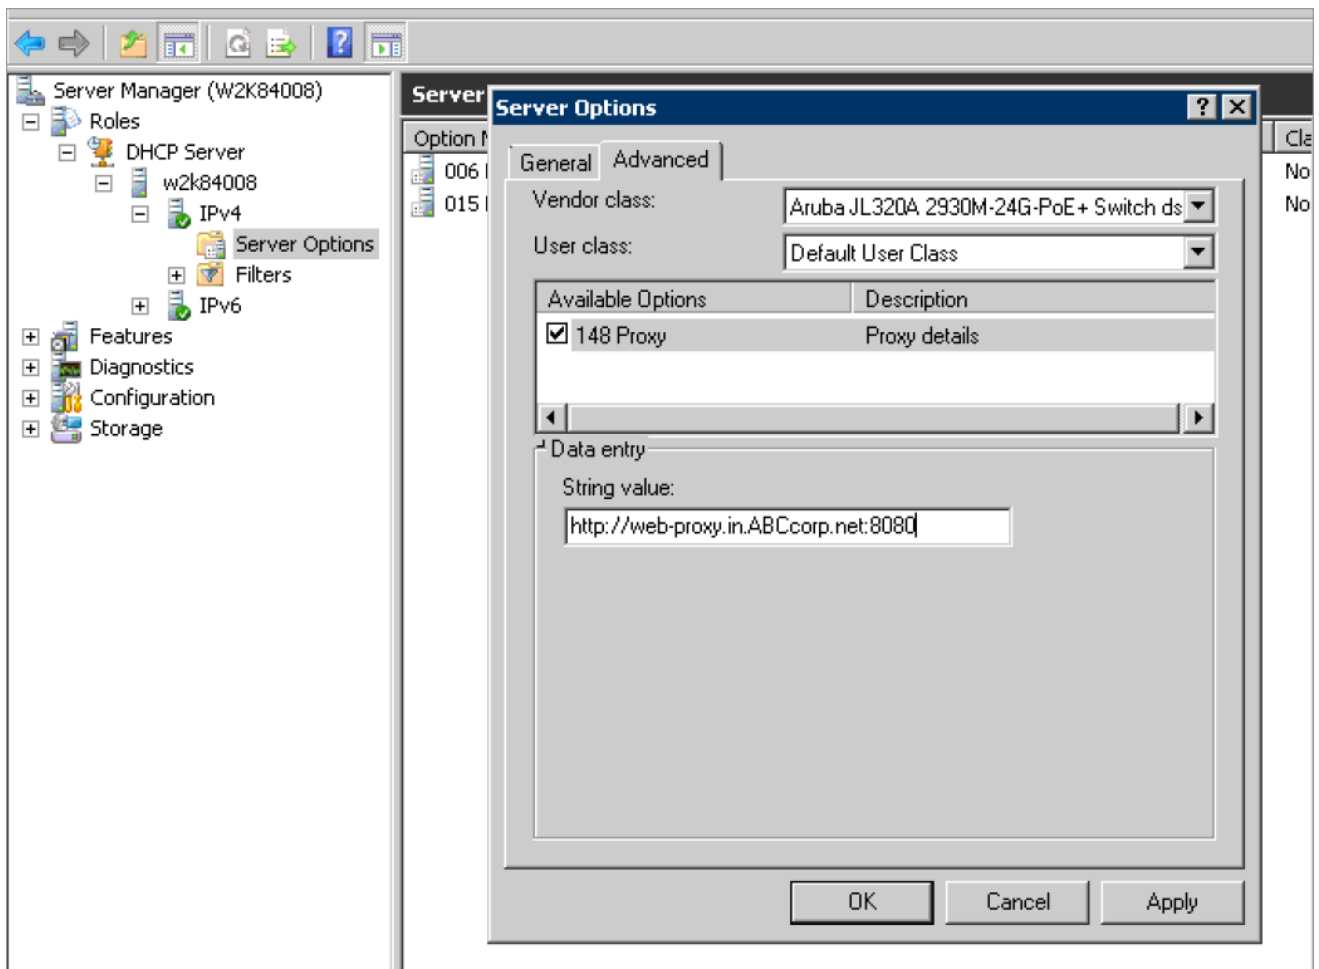 Server Manager (W2K84008)
Roles
DHCP Server
w2k84008
IPv4
Server Options
Filters
IPv6
Features
Diagnostics
Configuration
Storage
Server
Option
006
015
Server Options
General
Advanced
Vendor class:
Aruba JL320A 2930M-24G-PoE+ Switch ds
User class:
Default User Class
Available Options
Description
148 Proxy
Proxy details
Data entry
String value:
http://web-proxy.in.ABCcorp.net:8080
OK
Cancel
Apply
Cla
No
No